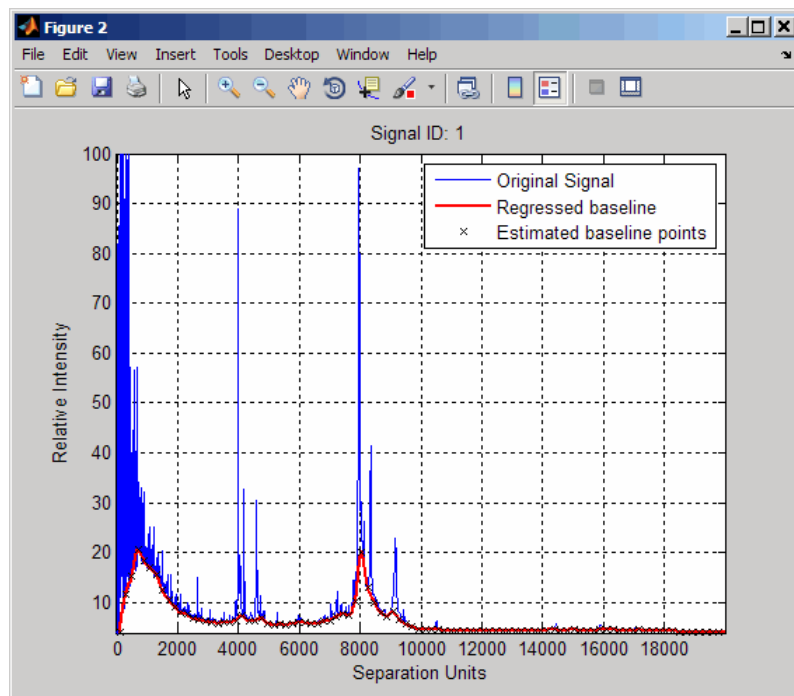 Figure 2
File Edit View Insert Tools Desktop Window Help
Signal ID: 1
100
90
80
70
60
50
40
30
20
10
Relative Intensity
Original Signal
Regressed baseline
Estimated baseline points
0 2000 4000 6000 8000 10000 12000 14000 16000 18000
Separation Units